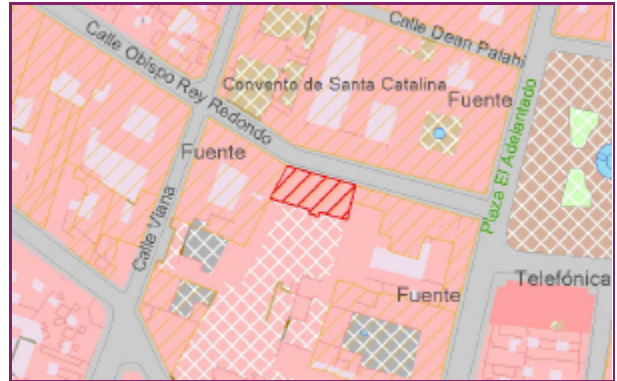 Calle Dean Palahi
Calle Obispo Rey Redondo
Convento de Santa Catalina
Fuente
Plaza El Adelantado
Fuente
Calle Viana
Telefónica
Fuente